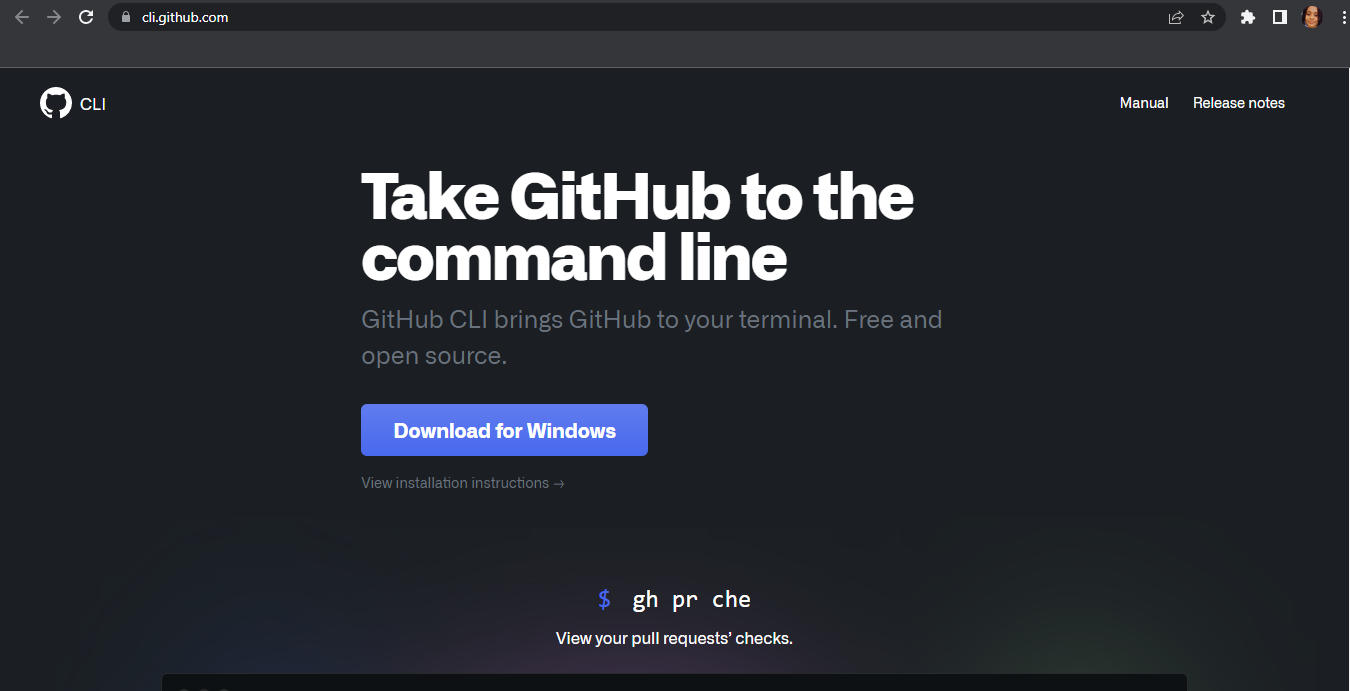 cli.github.com
CLI
Manual
Release notes
Take GitHub to the
command line
GitHub CLI brings GitHub to your terminal. Free and
open source.
Download for Windows
View installation instructions →
$ gh pr che
View your pull requests’ checks.